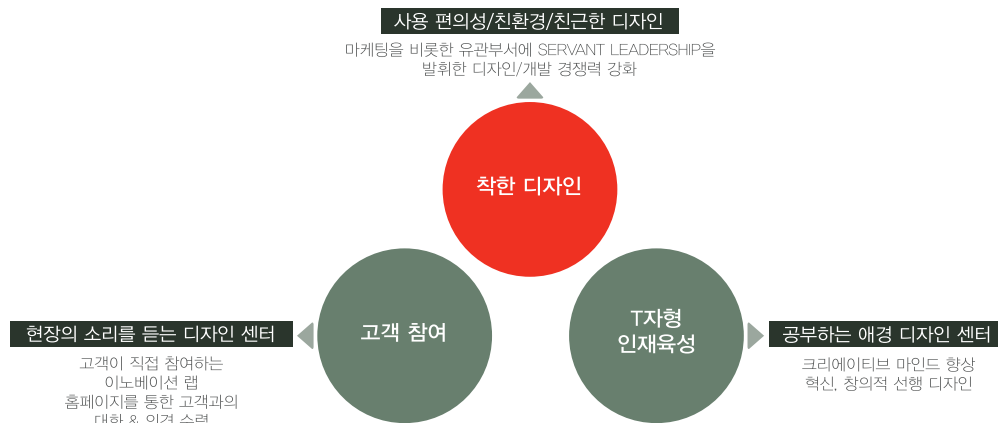 사용 편의성/친환경/친근한 디자인
마케팅을 비롯한 유관부서에 SERVANT LEADERSHIP을
발휘한 디자인/개발 경쟁력 강화
착한 디자인
고객 참여
T자형
인재육성
현장의 소리를 듣는 디자인 센터
고객이 직접 참여하는
이노베이션 랩
홈페이지를 통한 고객과의
대화 & 의견 수렴
공부하는 애경 디자인 센터
크리에이티브 마인드 향상
혁신, 창의적 선행 디자인